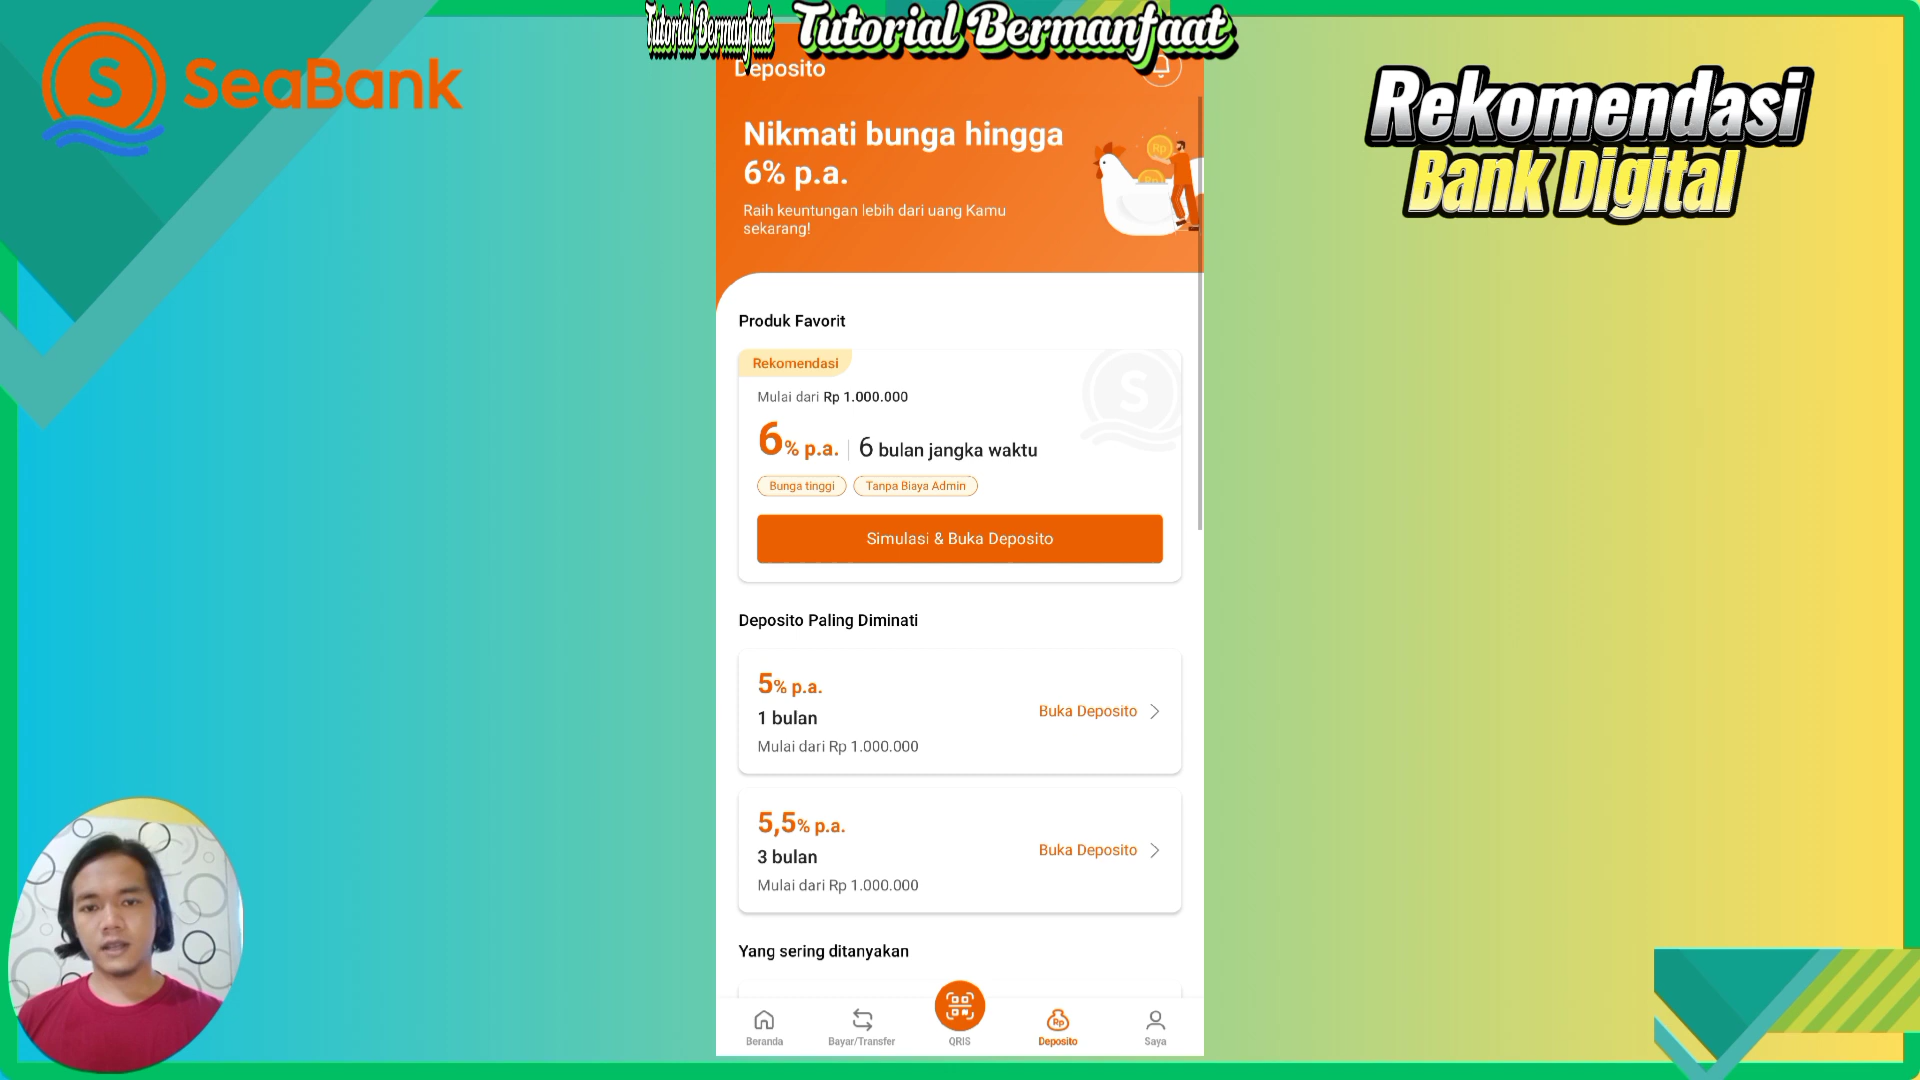 Tutorial Bermanfaat Tutorial Bermanfaat
S SeaBank
Rekomendasi
Bank Digital
Deposito
Nikmati bunga hingga
6% p.a.
Raih keuntungan lebih dari uang Kamu
sekarang!
Rp
Rp
Produk Favorit
Rekomendasi
S
Mulai dari Rp 1.000.000
6% p.a. 6 bulan jangka waktu
Bunga tinggi Tanpa Biaya Admin
Simulasi & Buka Deposito
Deposito Paling Diminati
5% p.a.
1 bulan
Buka Deposito
Mulai dari Rp 1.000.000
5,5% p.a.
3 bulan
Buka Deposito
Mulai dari Rp 1.000.000
Yang sering ditanyakan
Rp
Beranda Bayar/Transfer QRIS Deposito Saya